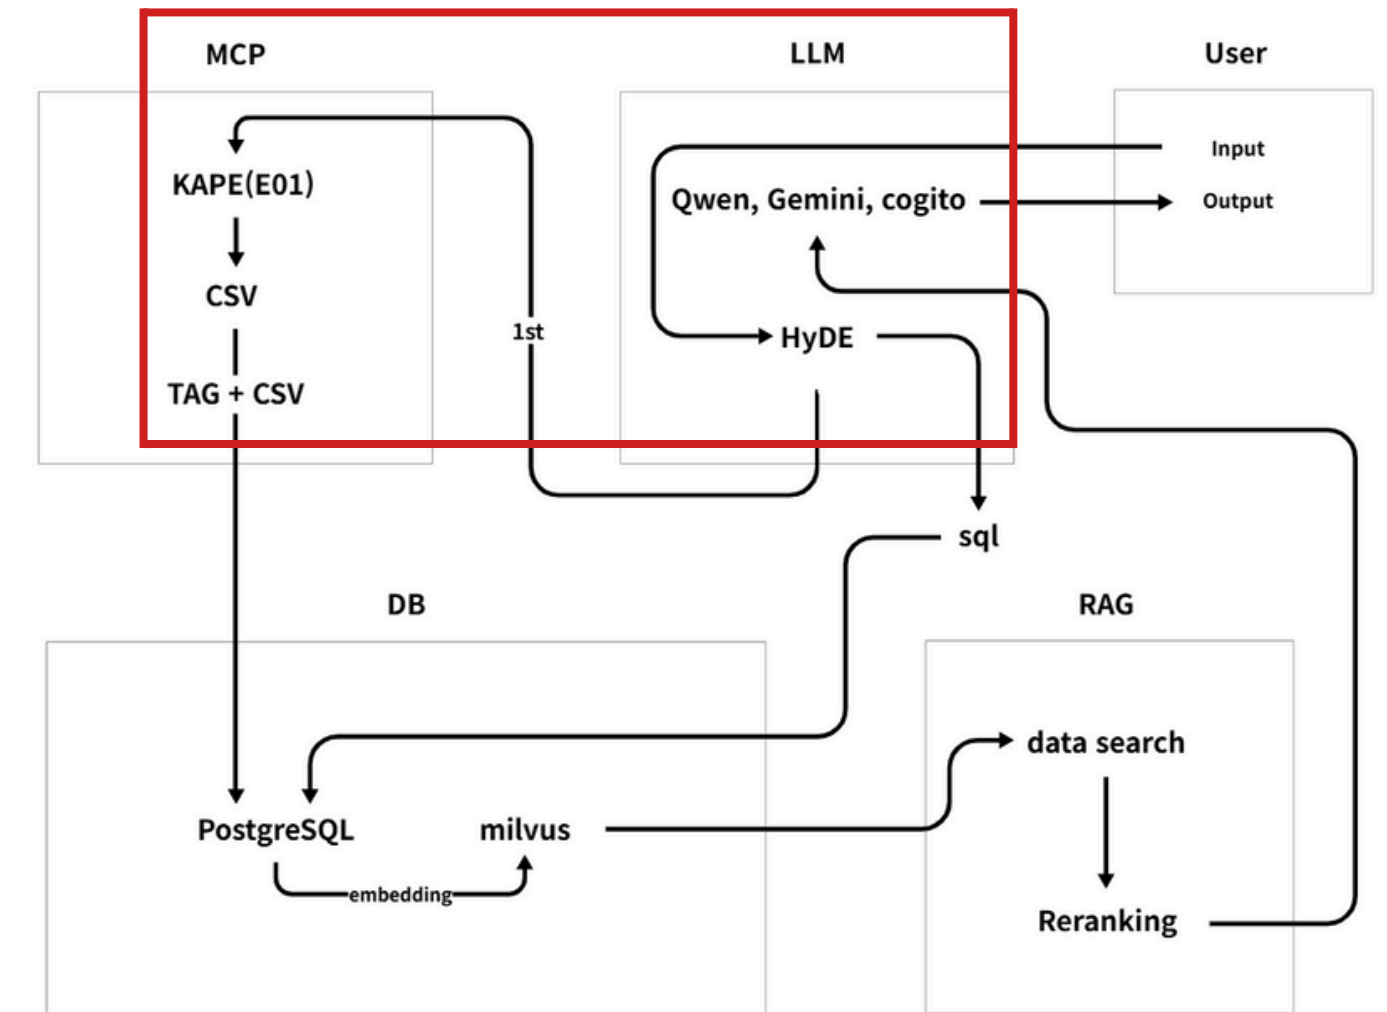 MCP
LLM
User
KAPE(E01)
CSV
TAG + CSV
1st
Qwen, Gemini, cogito
HyDE
Input
Output
sql
DB
RAG
PostgreSQL
milvus
embedding
data search
Reranking